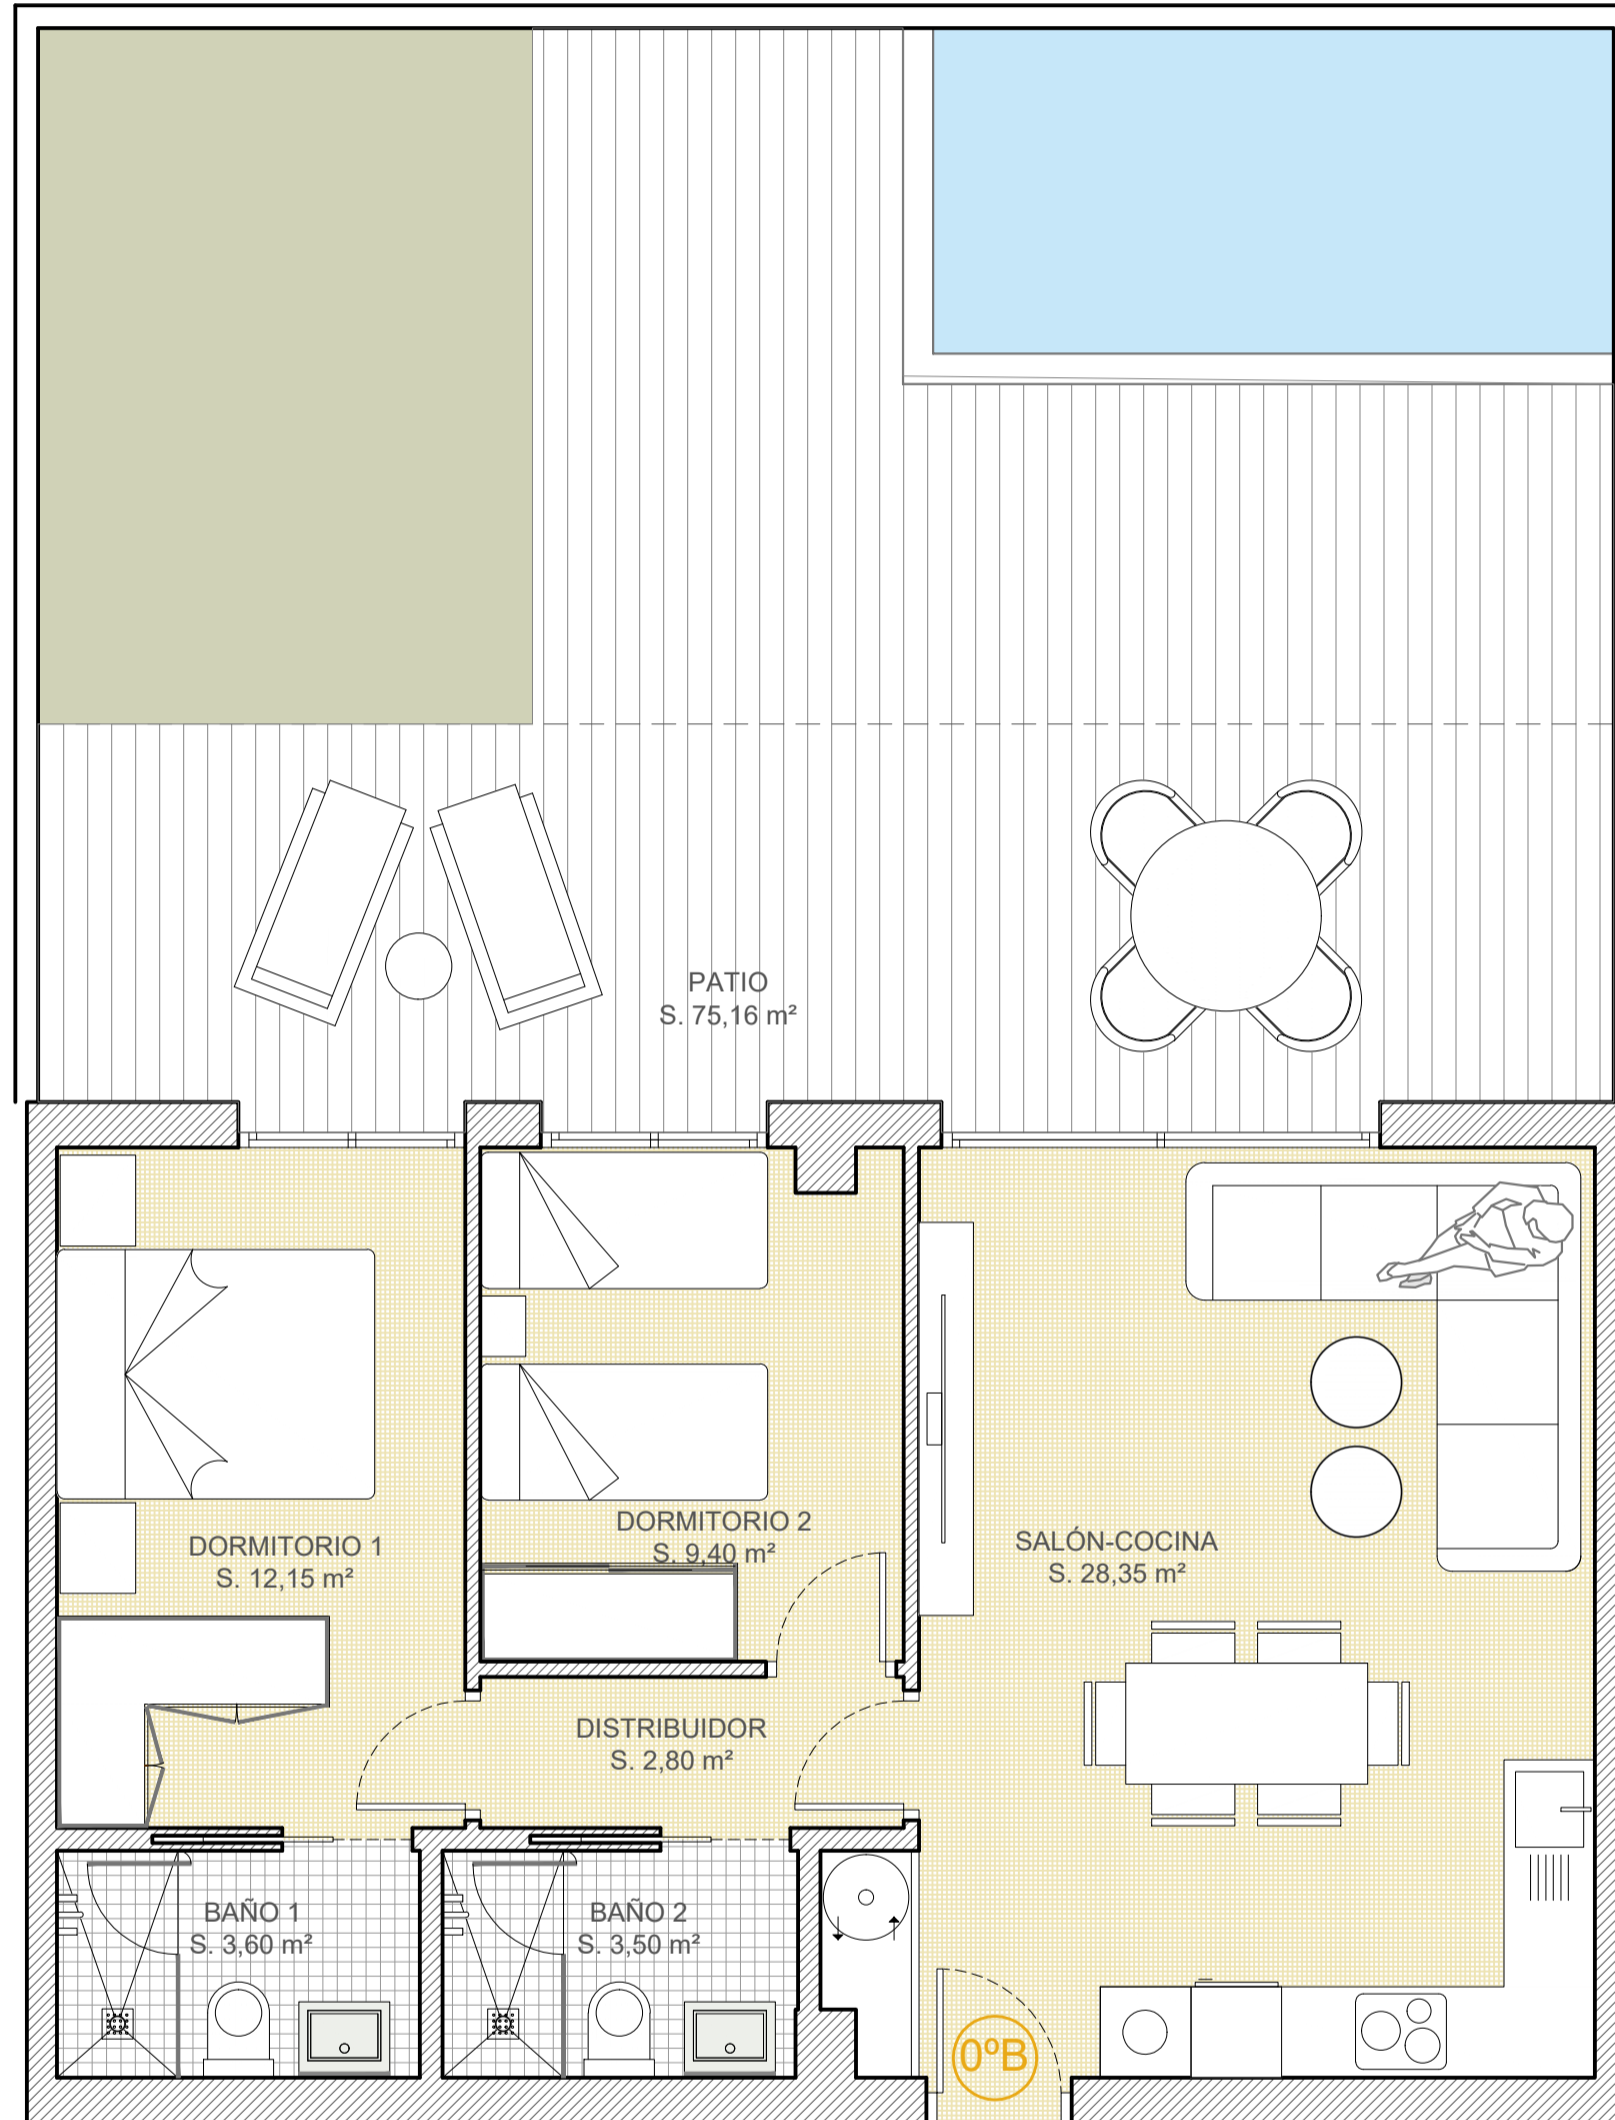 PATIO
S. 75,16 m²
DORMITORIO 1
S. 12,15 m²
DORMITORIO 2
S. 9,40 m²
SALÓN-COCINA
S. 28,35 m²
DISTRIBUIDOR
S. 2,80 m²
BAÑO 1
S. 3,60 m²
BAÑO 2
S. 3,50 m²
0ºB